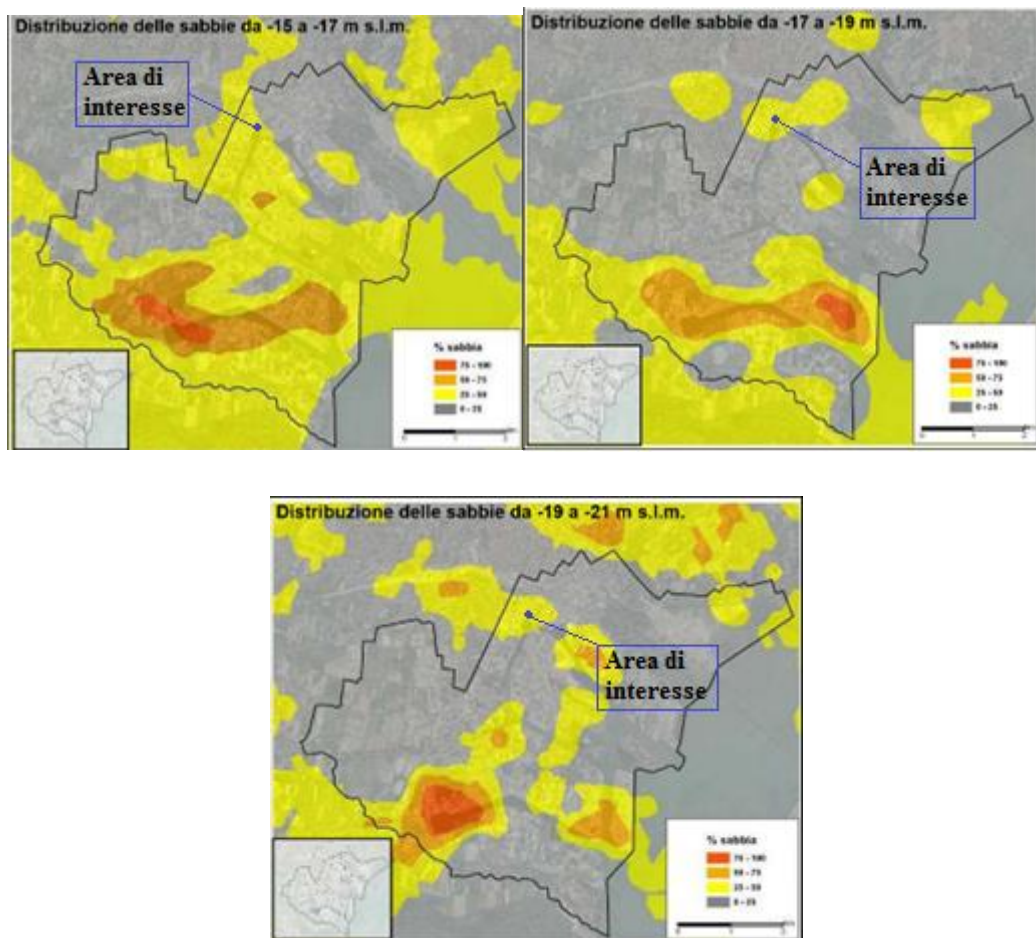 Distribuzione delle sabbie da -15 a -17 m s.l.m.
Area di
interesse
% sabbia
75 - 100
50 - 75
25 - 50
0 - 25
Distribuzione delle sabbie da -17 a -19 m s.l.m.
Area di
interesse
% sabbia
75 - 100
50 - 75
25 - 50
0 - 25
Distribuzione delle sabbie da -19 a -21 m s.l.m.
Area di
interesse
% sabbia
75 - 100
50 - 75
25 - 50
0 - 25